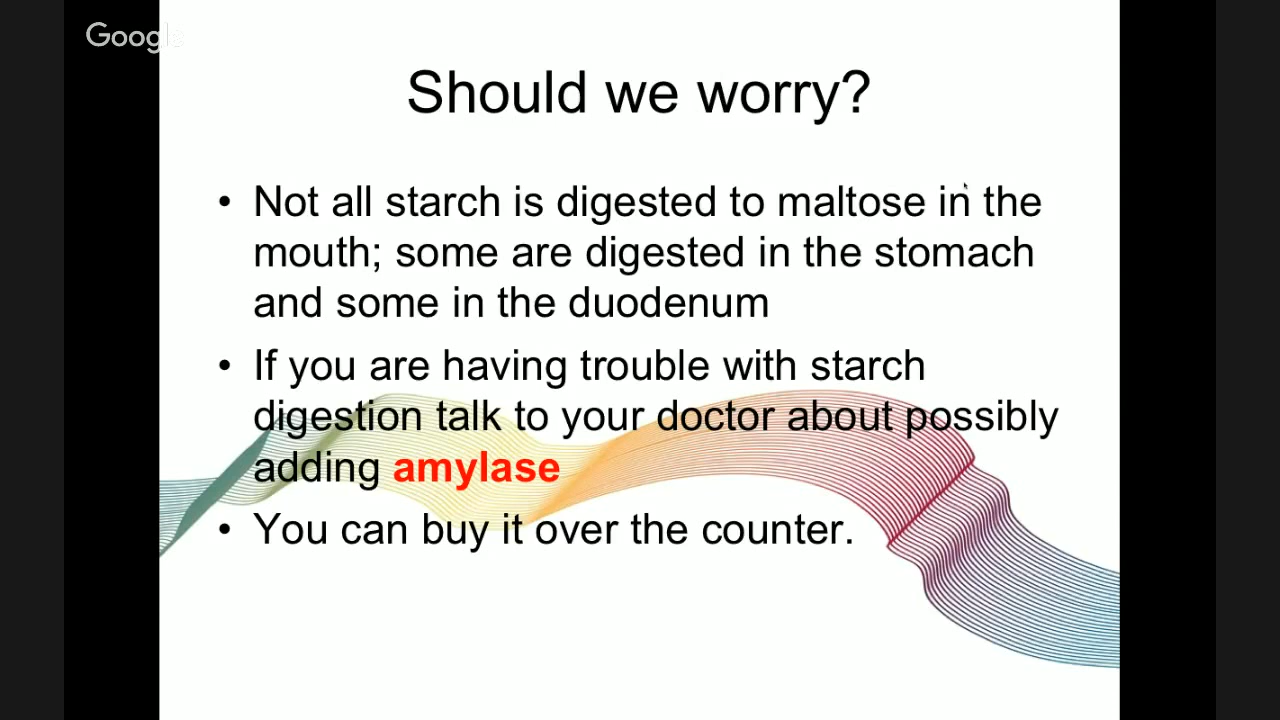 Google
Should we worry?
• Not all starch is digested to maltose in the
mouth; some are digested in the stomach
and some in the duodenum
• If you are having trouble with starch
digestion talk to your doctor about possibly
adding amylase
• You can buy it over the counter.